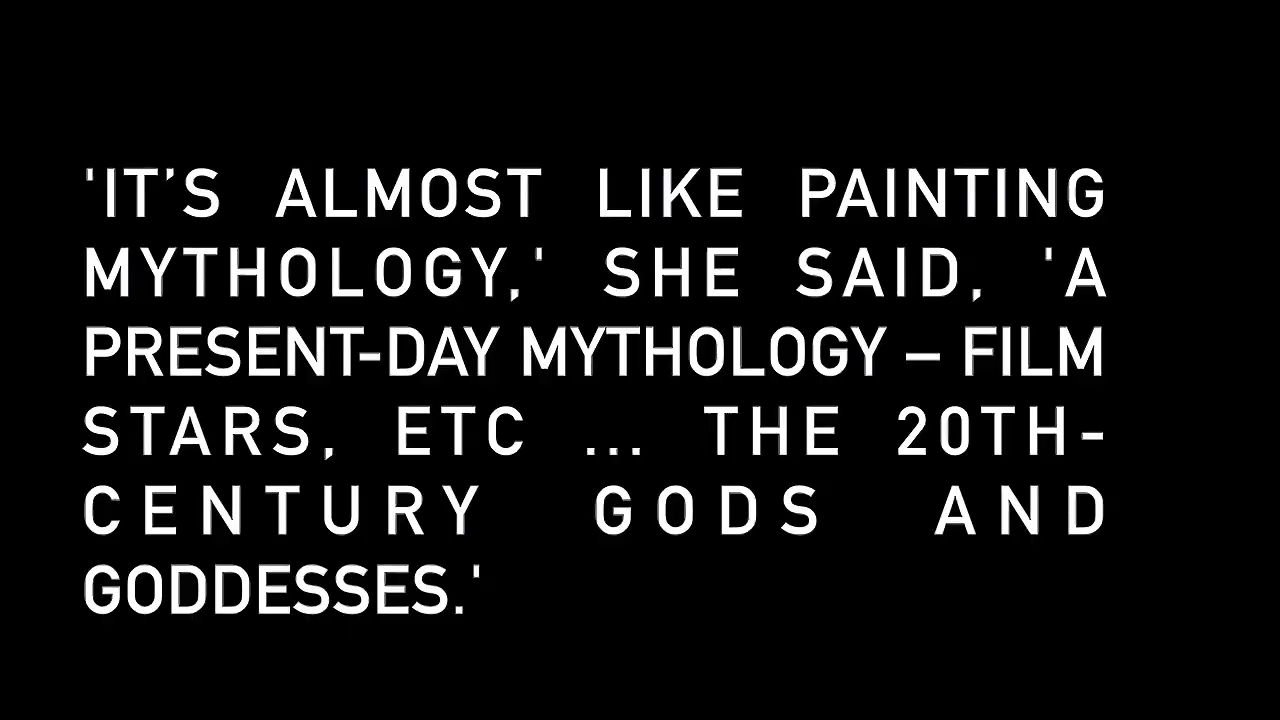 'IT’S ALMOST LIKE PAINTING
MYTHOLOGY,' SHE SAID, 'A
PRESENT-DAY MYTHOLOGY – FILM
STARS, ETC ... THE 20TH-
CENTURY GODS AND
GODDESSES.'